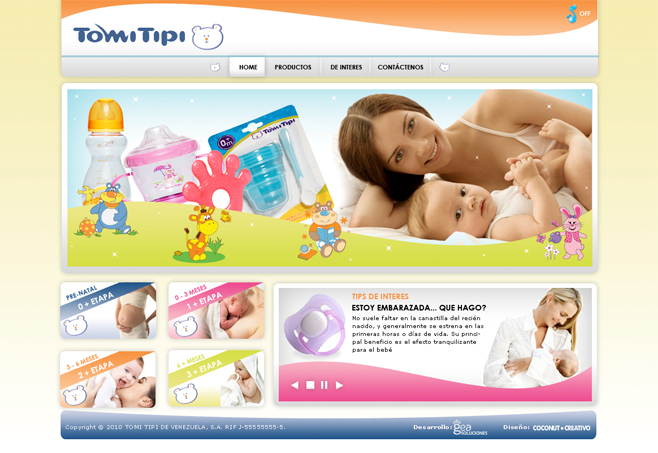 OFF
TOMITIPI
HOME PRODUCTOS DE INTERES CONTÁCTENOS
0m+
TOMITIPI
PRE-NATAL
0 + ETAPA
0 - 3 MESES
1 + ETAPA
3 - 6 MESES
2 + ETAPA
6 + MESES
3 + ETAPA
TIPS DE INTERES
ESTOY EMBARAZADA... QUE HAGO?
No suele faltar en la canastilla del recién
nacido, y generalmente se estrena en las
primeras horas o días de vida. Su princi-
pal beneficio es el efecto tranquilizante
para el bebé
Copyright © 2010 TOMI TIPI DE VENEZUELA, S.A. RIF J-55555555-5.
Desarrollo: gea SOLUCIONES
Diseño: COCONUT+CREATIVO